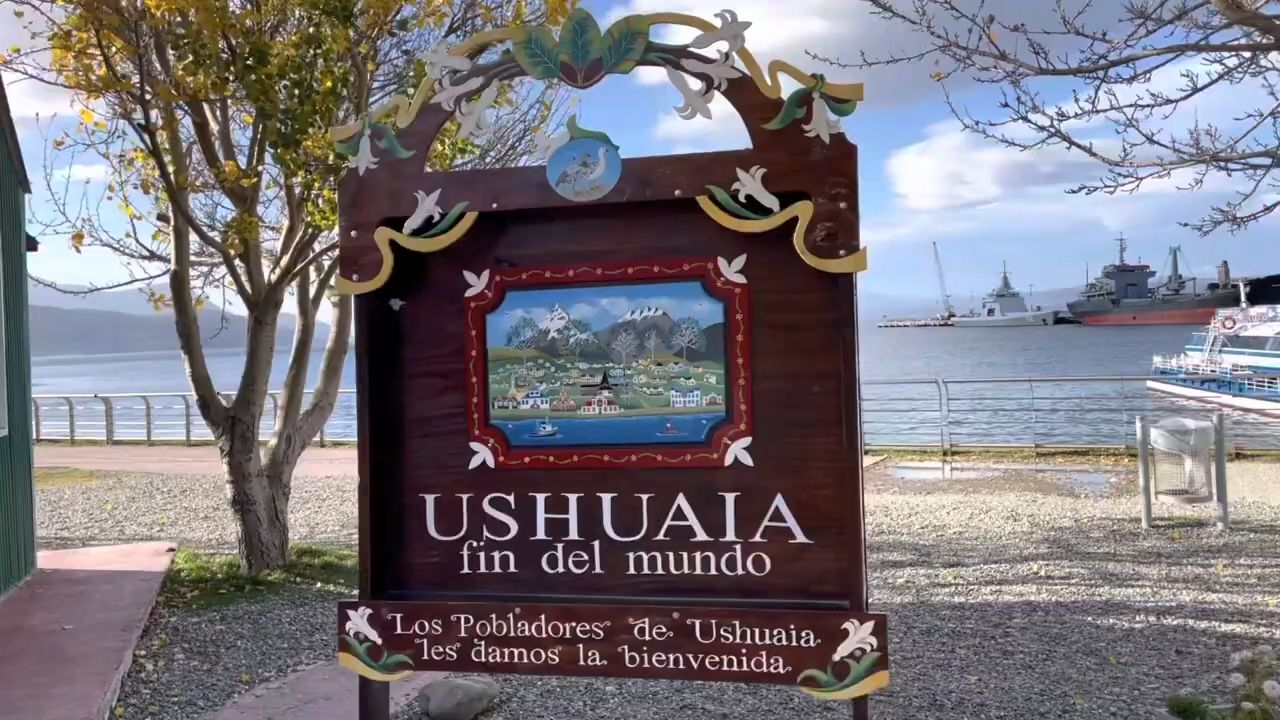 USHUAIA
fin del mundo
Los Pobladores de Ushuaia
les damos la bienvenida